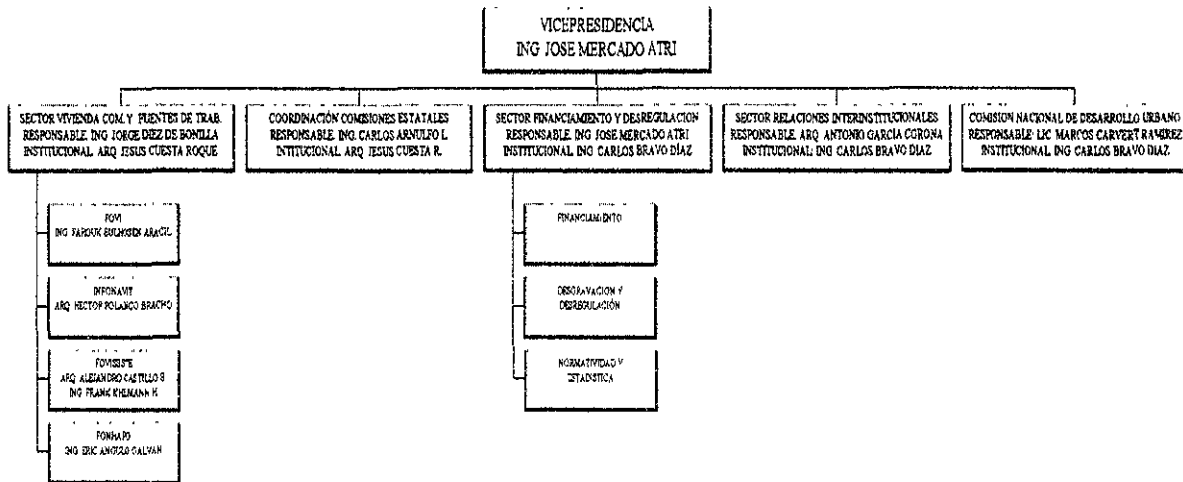 VICEPRESIDENCIA
ING JOSE MERCADO ATRI
SECTOR VIVIENDA COM. Y FUENTES DE TRAB.
RESPONSABLE. ING JORGE DIEZ DE BONILLA
INSTITUCIONAL. ARQ JESUS CUESTA ROQUE
COORDINACIÓN COMISIONES ESTATALES
RESPONSABLE. ING. CARLOS ARNULFO L.
INTITUCIONAL. ARQ JESUS CUESTA R.
SECTOR FINANCIAMIENTO Y DESREGULACION
RESPONSABLE. ING JOSE MERCADO ATRI
INSTITUCIONAL. ING CARLOS BRAVO DÍAZ
SECTOR RELACIONES INTERINSTITUCIONALES
RESPONSABLE: ARQ ANTONIO GARCÍA CORONA
INSTITUCIONAL: ING CARLOS BRAVO DIAZ
COMISION NACIONAL DE DESARROLLO URBANO
RESPONSABLE: LIC MARCOS CARVERT RAMIREZ
INSTITUCIONAL. ING CARLOS BRAVO DIAZ
FOVI
ING FAROUK BULHOSEN ARACIL
INFONAVIT
ARQ HECTOR POLANCO BRACHO
FOVISSSTE
ARQ ALEJANDRO CASTILLO
ING FRANK H
FONHAPO
ING ERIC ANGULO GALVAN
FINANCIAMIENTO
DESGRAVACION Y
DESREGULACIÓN
NORMATIVIDAD Y
ESTADISTICA